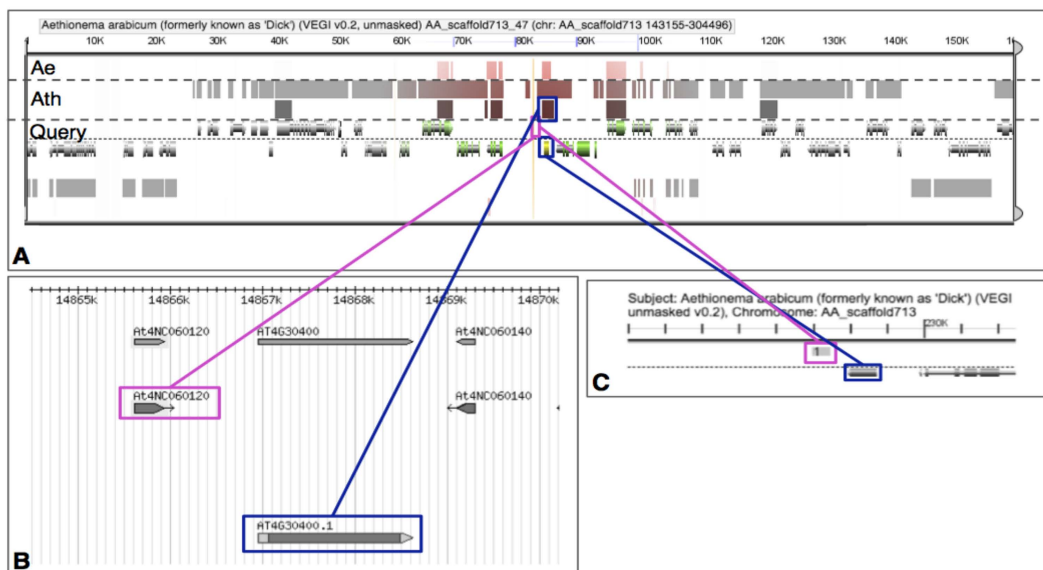 Aethionema arabicum (formerly known as 'Dick') (VEGI v0.2, unmasked) AA_scaffold713_47 (chr: AA_scaffold713 143155-304496)
10K 20K 30K 40K 50K 60K 70K 80K 90K 100K 110K 120K 130K 140K 150K
Ae
Ath
Query
A
14865k 14866k 14867k 14868k 14869k 14870k
At4NC060120 AT4G30400 At4NC060140
At4NC060120 At4NC060140
AT4G30400.1
B
Subject: Aethionema arabicum (formerly known as 'Dick') (VEGI
unmasked v0.2), Chromosome: AA_scaffold713
230K
1
C